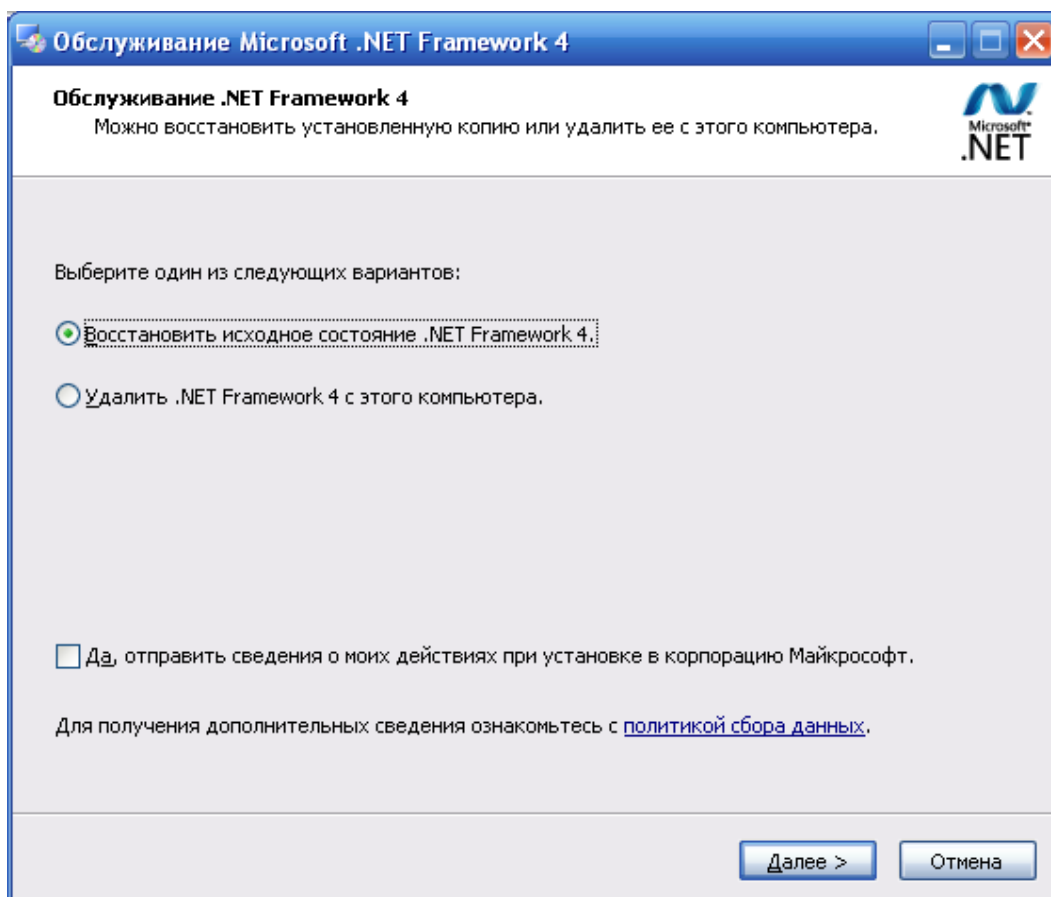 Обслуживание Microsoft .NET Framework 4
Обслуживание .NET Framework 4
Можно восстановить установленную копию или удалить ее с этого компьютера.
Microsoft
.NET
Выберите один из следующих вариантов:
Восстановить исходное состояние .NET Framework 4.
Удалить .NET Framework 4 с этого компьютера.
Да, отправить сведения о моих действиях при установке в корпорацию Майкрософт.
Для получения дополнительных сведения ознакомьтесь с политикой сбора данных.
Далее >
Отмена